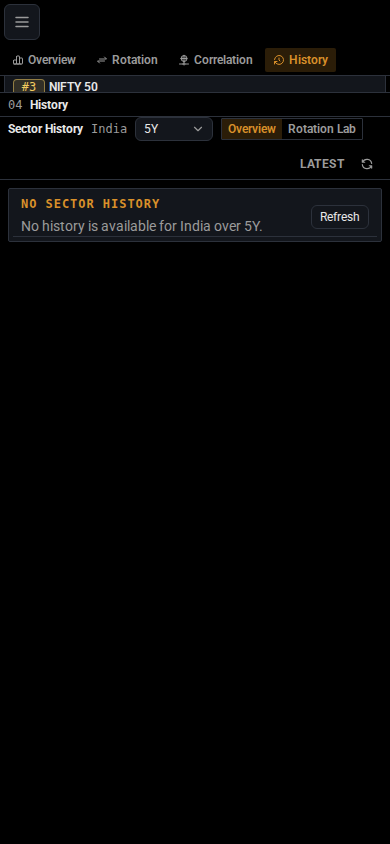 Overview Rotation Correlation History
#3 NIFTY 50
04 History
Sector History India 5Y Overview Rotation Lab
LATEST
NO SECTOR HISTORY
No history is available for India over 5Y.
Refresh